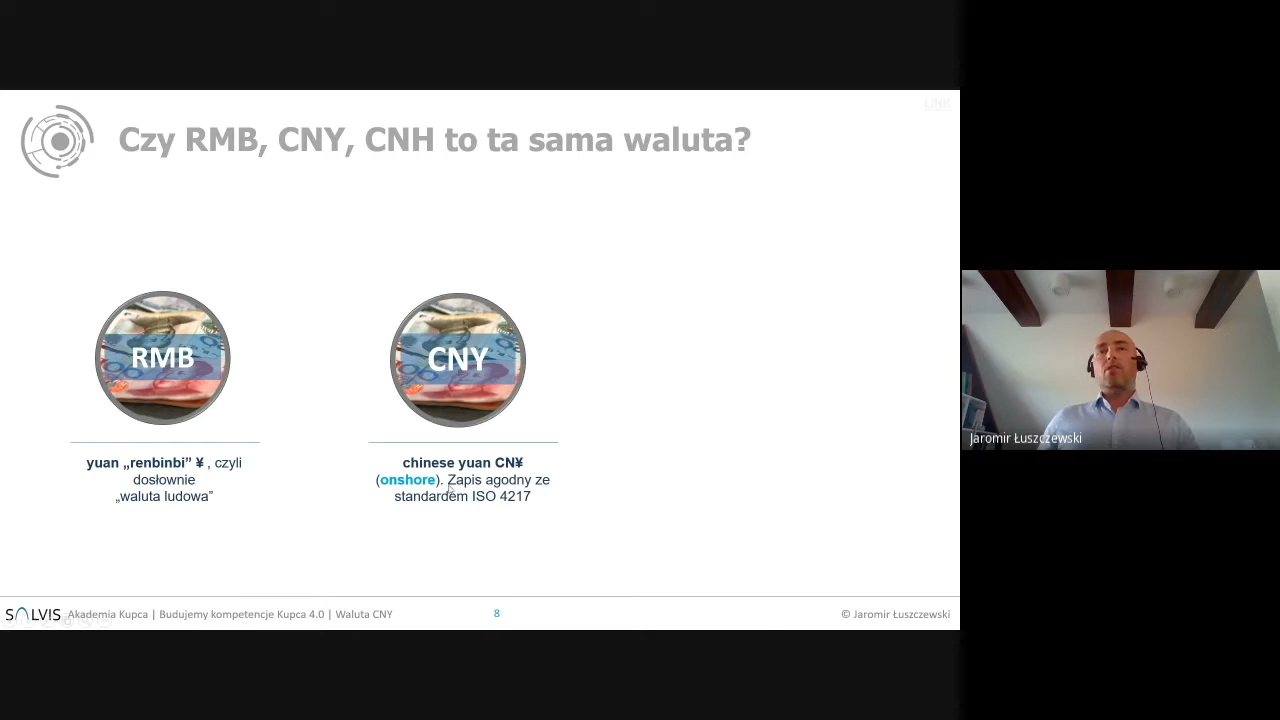 LINK
Czy RMB, CNY, CNH to ta sama waluta?
RMB
CNY
yuan „renbinbi” ¥ , czyli
dosłownie
„waluta ludowa”
chinese yuan CN¥
(onshore). Zapis agodny ze
standardem ISO 4217
Jaromir Łuszczewski
SALVIS Akademia Kupca | Budujemy kompetencje Kupca 4.0 | Waluta CNY
8
© Jaromir Łuszczewski